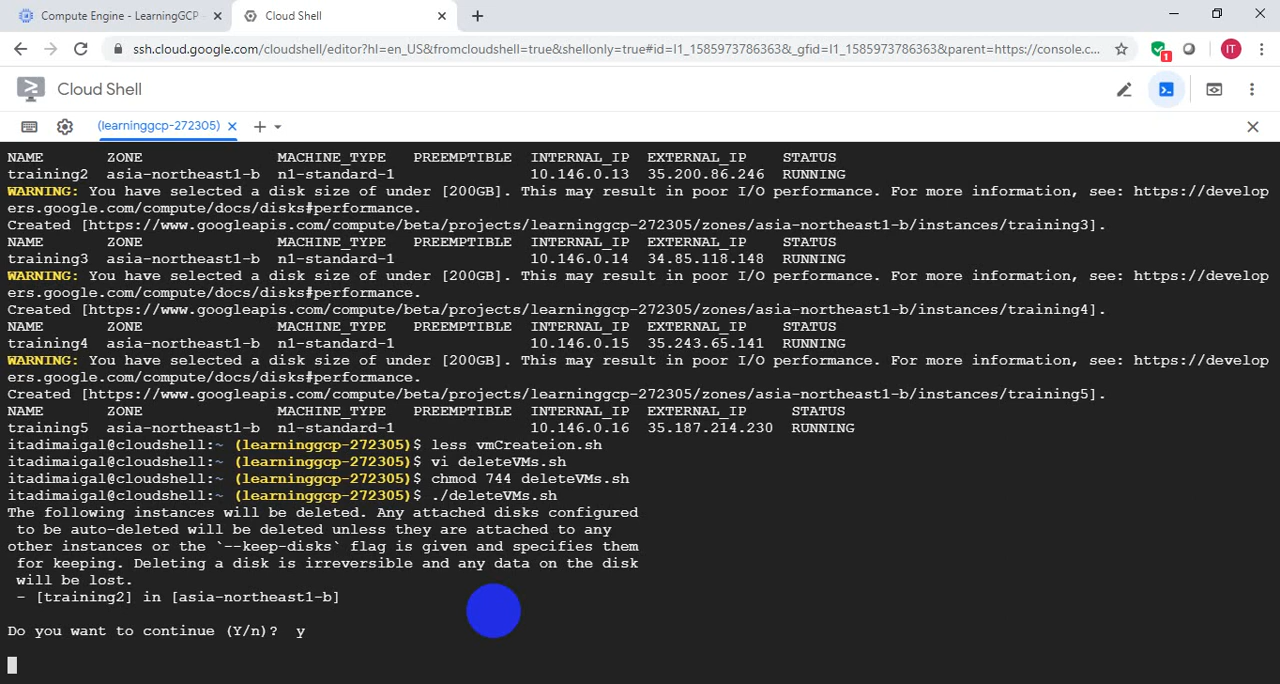 Compute Engine - LearningGCP
Cloud Shell
ssh.cloud.google.com/cloudshell/editor?hl=en_US&fromcloudshell=true&shellonly=true#id=I1_1585973786363&_gfid=I1_1585973786363&parent=https://console.c...
1
IT
Cloud Shell
(learninggcp-272305)
NAME ZONE MACHINE_TYPE PREEMPTIBLE INTERNAL_IP EXTERNAL_IP STATUS
training2 asia-northeast1-b n1-standard-1 10.146.0.13 35.200.86.246 RUNNING
WARNING: You have selected a disk size of under [200GB]. This may result in poor I/O performance. For more information, see: https://develop
ers.google.com/compute/docs/disks#performance.
Created [https://www.googleapis.com/compute/beta/projects/learninggcp-272305/zones/asia-northeast1-b/instances/training3].
NAME ZONE MACHINE_TYPE PREEMPTIBLE INTERNAL_IP EXTERNAL_IP STATUS
training3 asia-northeast1-b n1-standard-1 10.146.0.14 34.85.118.148 RUNNING
WARNING: You have selected a disk size of under [200GB]. This may result in poor I/O performance. For more information, see: https://develop
ers.google.com/compute/docs/disks#performance.
Created [https://www.googleapis.com/compute/beta/projects/learninggcp-272305/zones/asia-northeast1-b/instances/training4].
NAME ZONE MACHINE_TYPE PREEMPTIBLE INTERNAL_IP EXTERNAL_IP STATUS
training4 asia-northeast1-b n1-standard-1 10.146.0.15 35.243.65.141 RUNNING
WARNING: You have selected a disk size of under [200GB]. This may result in poor I/O performance. For more information, see: https://develop
ers.google.com/compute/docs/disks#performance.
Created [https://www.googleapis.com/compute/beta/projects/learninggcp-272305/zones/asia-northeast1-b/instances/training5].
NAME ZONE MACHINE_TYPE PREEMPTIBLE INTERNAL_IP EXTERNAL_IP STATUS
training5 asia-northeast1-b n1-standard-1 10.146.0.16 35.187.214.230 RUNNING
itadimaigal@cloudshell:~ (learninggcp-272305)$ less vmCreateion.sh
itadimaigal@cloudshell:~ (learninggcp-272305)$ vi deleteVMs.sh
itadimaigal@cloudshell:~ (learninggcp-272305)$ chmod 744 deleteVMs.sh
itadimaigal@cloudshell:~ (learninggcp-272305)$ ./deleteVMs.sh
The following instances will be deleted. Any attached disks configured
to be auto-deleted will be deleted unless they are attached to any
other instances or the `--keep-disks` flag is given and specifies them
for keeping. Deleting a disk is irreversible and any data on the disk
will be lost.
- [training2] in [asia-northeast1-b]
Do you want to continue (Y/n)? y